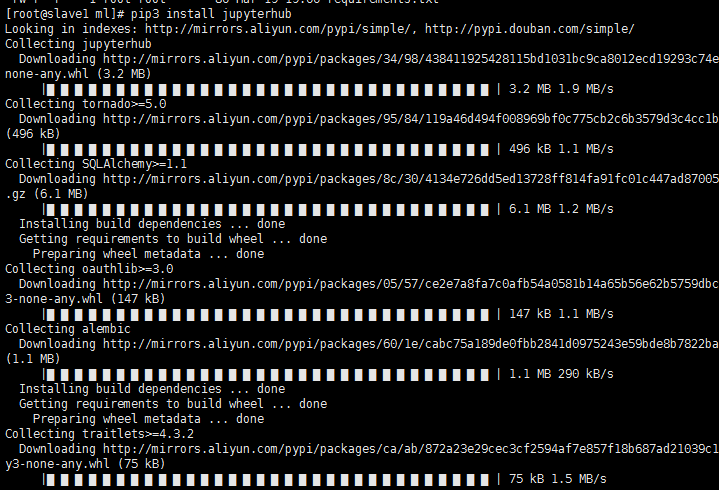 [root@slave1 ml]# pip3 install jupyterhub
Looking in indexes: http://mirrors.aliyun.com/pypi/simple/, http://pypi.douban.com/simple/
Collecting jupyterhub
  Downloading http://mirrors.aliyun.com/pypi/packages/34/98/438411925428115bd1031bc9ca8012ecd19293c74e
none-any.whl (3.2 MB)
     |████████████████████████████████| 3.2 MB 1.9 MB/s
Collecting tornado>=5.0
  Downloading http://mirrors.aliyun.com/pypi/packages/95/84/119a46d494f008969bf0c775cb2c6b3579d3c4cc1b
(496 kB)
     |████████████████████████████████| 496 kB 1.1 MB/s
Collecting SQLAlchemy>=1.1
  Downloading http://mirrors.aliyun.com/pypi/packages/8c/30/4134e726dd5ed13728ff814fa91fc01c447ad87005
.gz (6.1 MB)
     |████████████████████████████████| 6.1 MB 1.2 MB/s
  Installing build dependencies ... done
  Getting requirements to build wheel ... done
    Preparing wheel metadata ... done
Collecting oauthlib>=3.0
  Downloading http://mirrors.aliyun.com/pypi/packages/05/57/ce2e7a8fa7c0afb54a0581b14a65b56e62b5759dbc
3-none-any.whl (147 kB)
     |████████████████████████████████| 147 kB 1.1 MB/s
Collecting alembic
  Downloading http://mirrors.aliyun.com/pypi/packages/60/1e/cabc75a189de0fbb2841d0975243e59bde8b7822ba
(1.1 MB)
     |████████████████████████████████| 1.1 MB 290 kB/s
  Installing build dependencies ... done
  Getting requirements to build wheel ... done
    Preparing wheel metadata ... done
Collecting traitlets>=4.3.2
  Downloading http://mirrors.aliyun.com/pypi/packages/ca/ab/872a23e29cec3cf2594af7e857f18b687ad21039c1
y3-none-any.whl (75 kB)
     |████████████████████████████████| 75 kB 1.5 MB/s